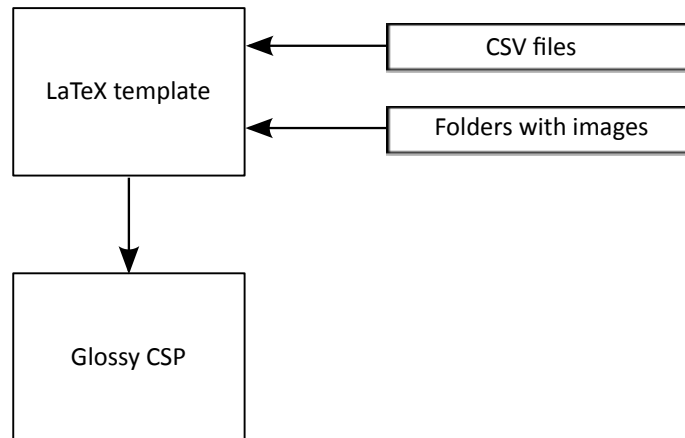 CSV files
LaTeX template
Folders with images
Glossy CSP